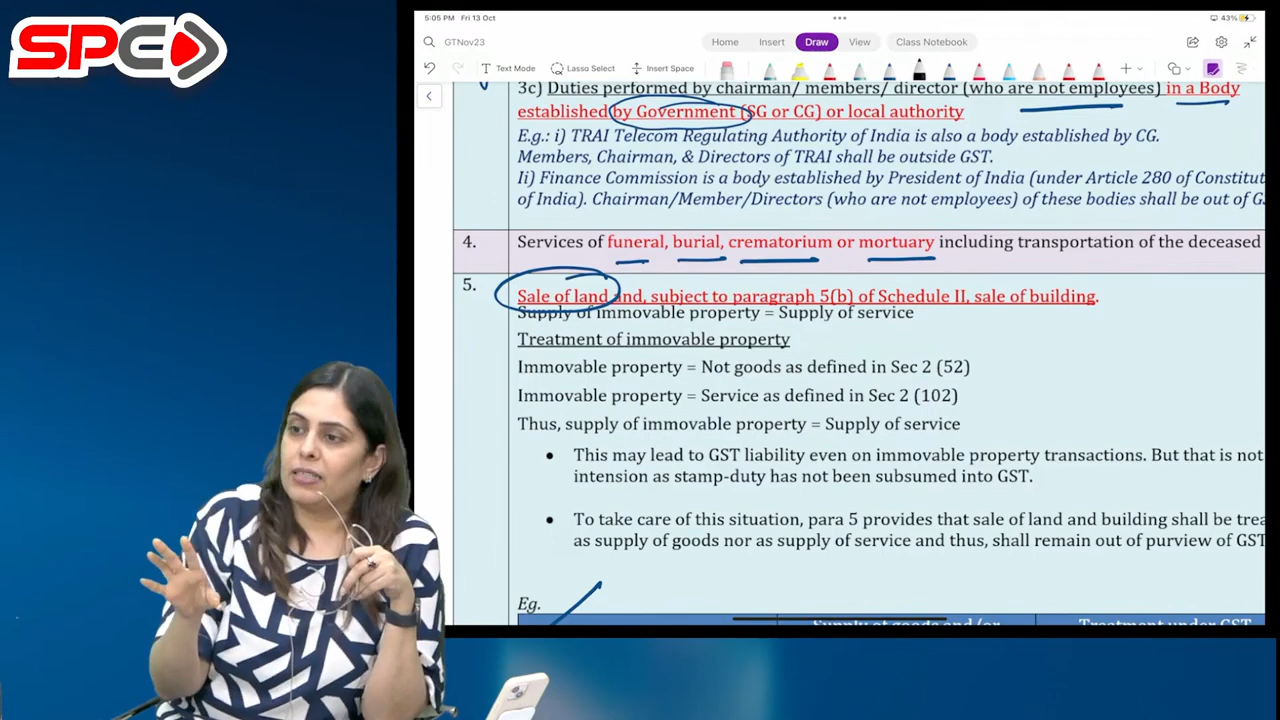 SPC
5:05 PM Fri 13 Oct
43%
GTNov23
Home Insert Draw View Class Notebook
Text Mode Lasso Select Insert Space
3c) Duties performed by chairman/ members/ director (who are not employees) in a Body
established by Government (SG or CG) or local authority
E.g.: i) TRAI Telecom Regulating Authority of India is also a body established by CG.
Members, Chairman, & Directors of TRAI shall be outside GST.
Ii) Finance Commission is a body established by President of India (under Article 280 of Constitut
of India). Chairman/Member/Directors (who are not employees) of these bodies shall be out of G
4. Services of funeral, burial, crematorium or mortuary including transportation of the deceased
5. Sale of land and, subject to paragraph 5(b) of Schedule II, sale of building.
Supply of immovable property = Supply of service
Treatment of immovable property
Immovable property = Not goods as defined in Sec 2 (52)
Immovable property = Service as defined in Sec 2 (102)
Thus, supply of immovable property = Supply of service
• This may lead to GST liability even on immovable property transactions. But that is not
intension as stamp-duty has not been subsumed into GST.
• To take care of this situation, para 5 provides that sale of land and building shall be trea
as supply of goods nor as supply of service and thus, shall remain out of purview of GST
Eg.
Supply of goods and/or Treatment under GST